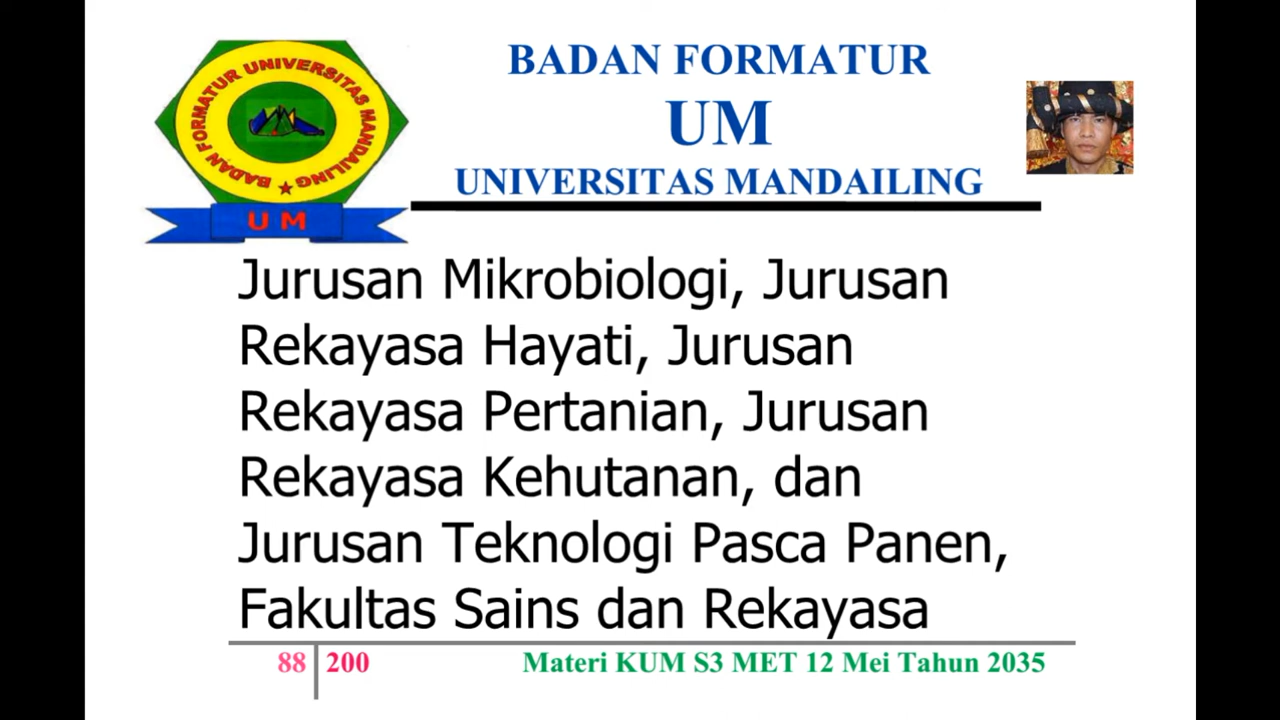 BADAN FORMATUR UNIVERSITAS MANDAILING
U M
BADAN FORMATUR
UM
UNIVERSITAS MANDAILING
Jurusan Mikrobiologi, Jurusan
Rekayasa Hayati, Jurusan
Rekayasa Pertanian, Jurusan
Rekayasa Kehutanan, dan
Jurusan Teknologi Pasca Panen,
Fakultas Sains dan Rekayasa
88 200 Materi KUM S3 MET 12 Mei Tahun 2035